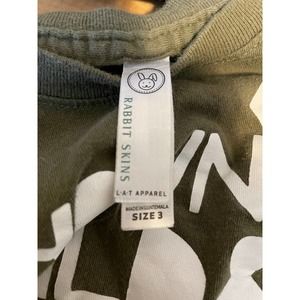 RABBIT SKINS
L·A·T APPAREL
MADE IN GUATEMALA
SIZE 3